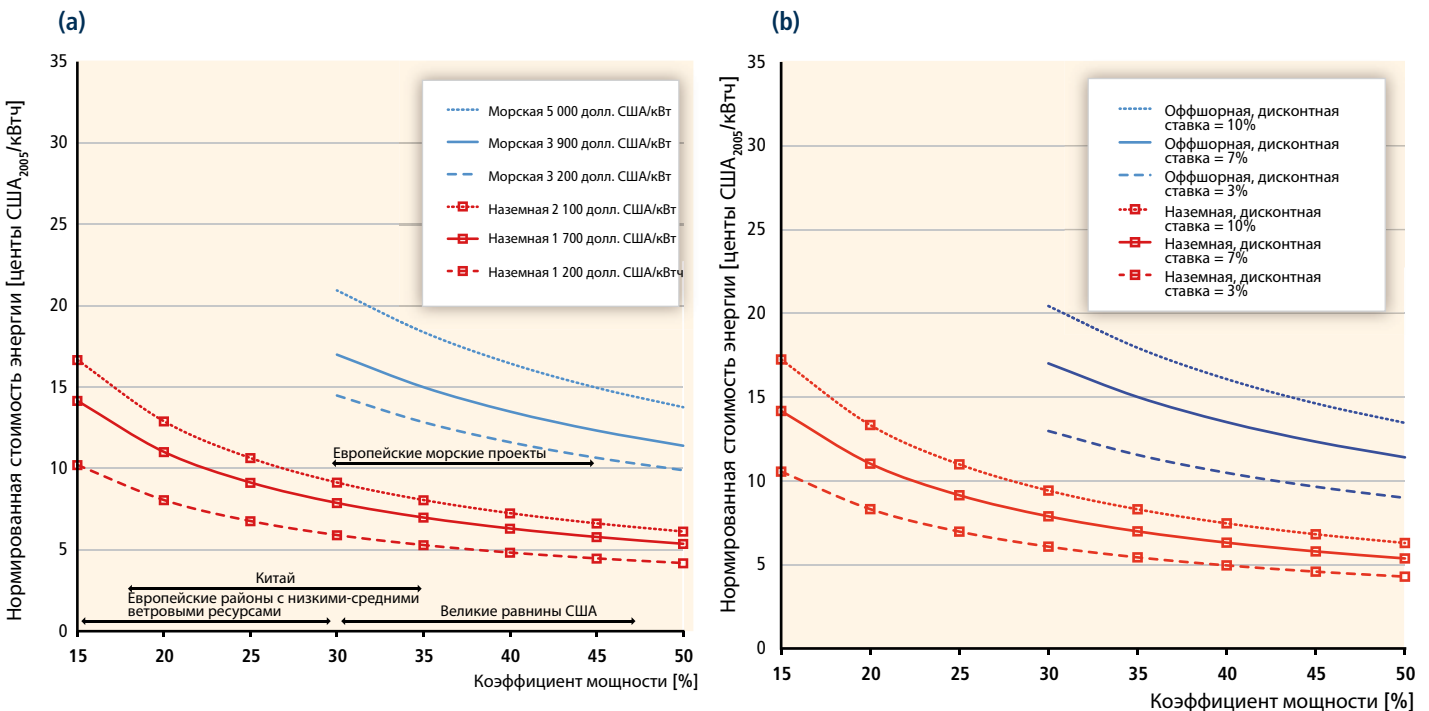 (a)
Нормированная стоимость энергии [центы США2005/кВтч]
35
30
25
20
15
10
5
0
Морская 5 000 долл. США/кВт
Морская 3 900 долл. США/кВт
Морская 3 200 долл. США/кВт
Наземная 2 100 долл. США/кВт
Наземная 1 700 долл. США/кВт
Наземная 1 200 долл. США/кВтч
Европейские морские проекты
Китай
Европейские районы с низкими-средними
ветровыми ресурсами
Великие равнины США
15 20 25 30 35 40 45 50
Коэффициент мощности [%]
(b)
Нормированная стоимость энергии [центы США2005/кВтч]
35
30
25
20
15
10
5
0
Оффшорная, дисконтная
ставка = 10%
Оффшорная, дисконтная
ставка = 7%
Оффшорная, дисконтная
ставка = 3%
Наземная, дисконтная
ставка = 10%
Наземная, дисконтная
ставка = 7%
Наземная, дисконтная
ставка = 3%
15 20 25 30 35 40 45 50
Коэффициент мощности [%]